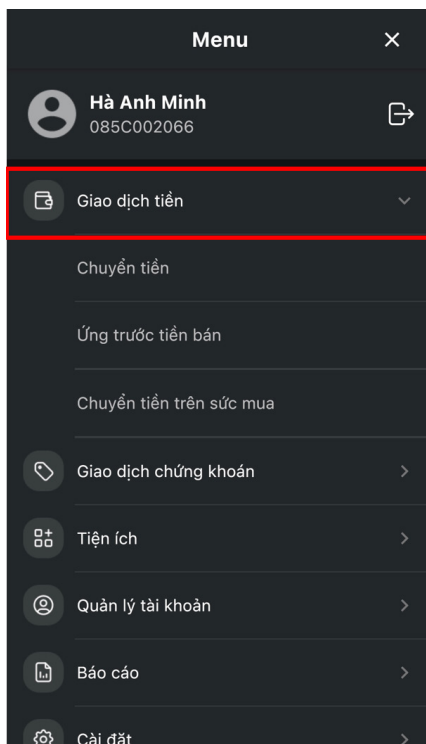 Menu
Hà Anh Minh
085C002066
Giao dịch tiền
Chuyển tiền
Ứng trước tiền bán
Chuyển tiền trên sức mua
Giao dịch chứng khoán
Tiện ích
Quản lý tài khoản
Báo cáo
Cài đặt